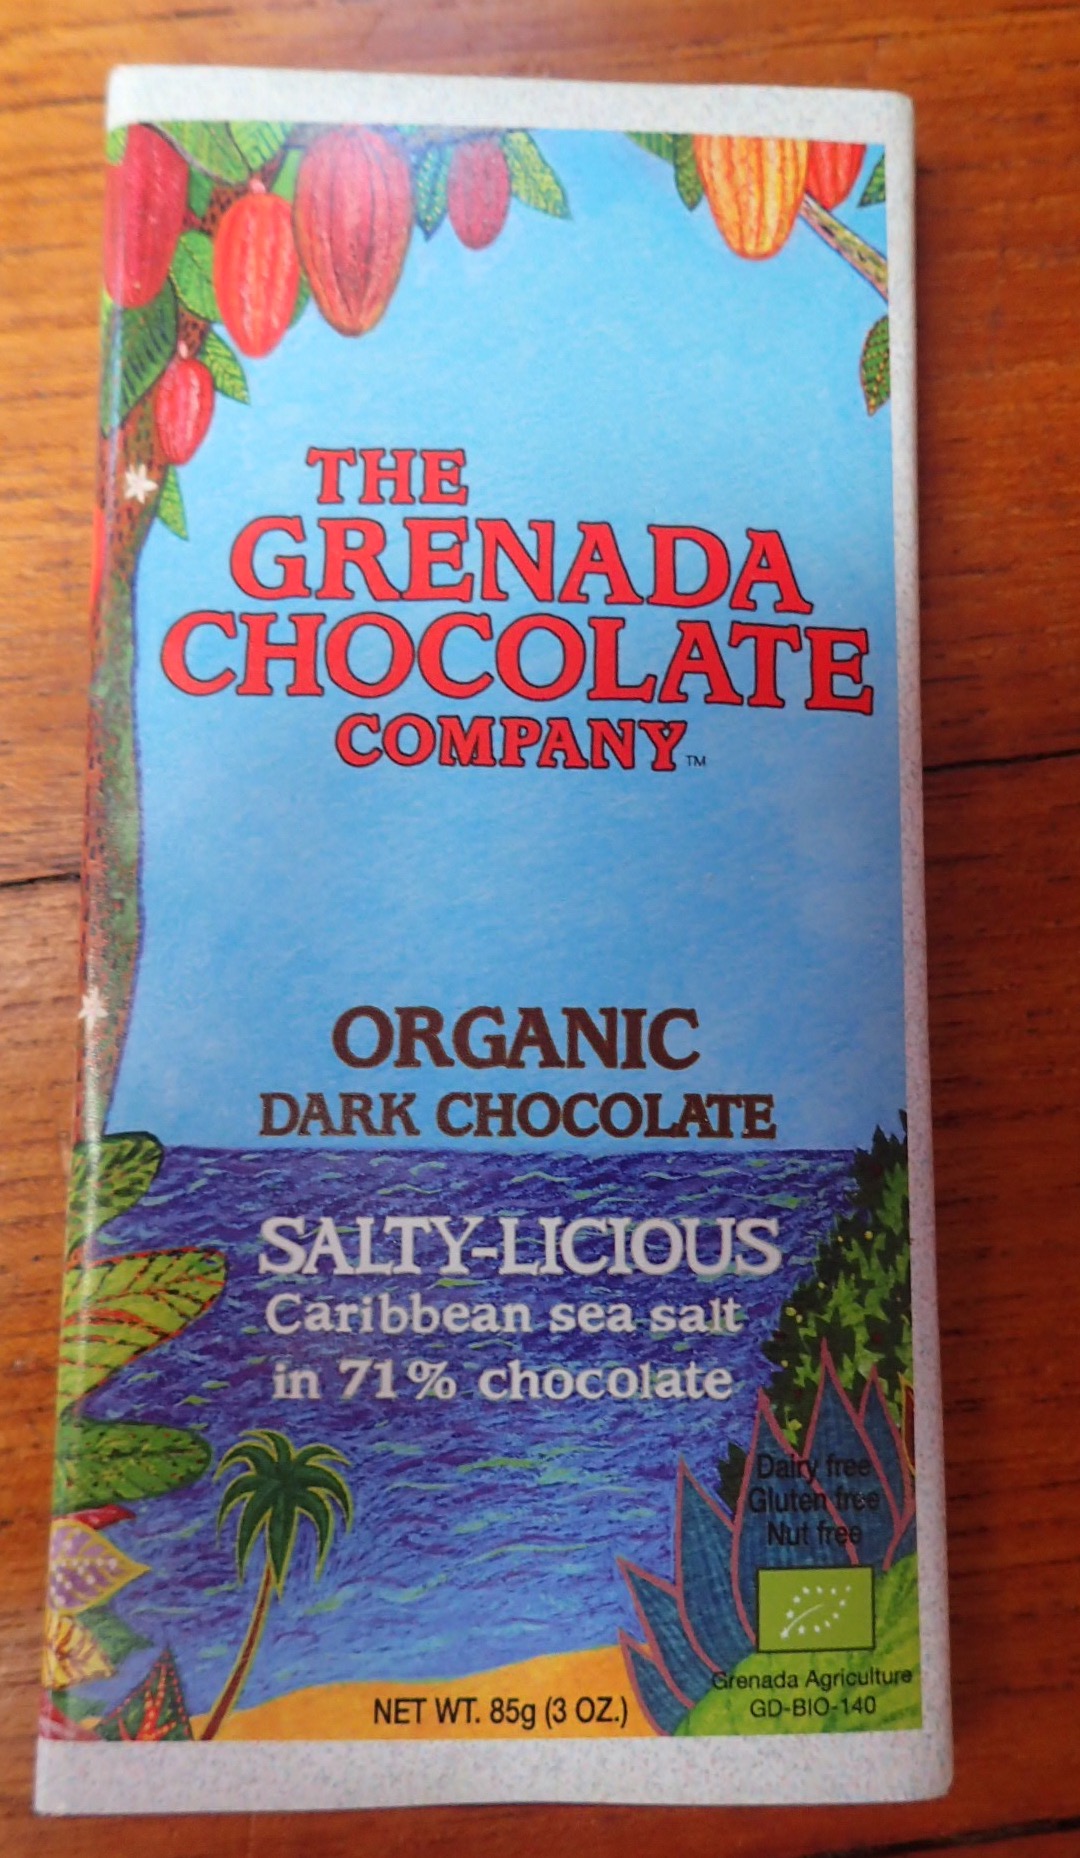 THE
GRENADA
CHOCOLATE
COMPANY™
ORGANIC
DARK CHOCOLATE
SALTY-LICIOUS
Caribbean sea salt
in 71% chocolate
Dairy free
Gluten free
Nut free
Grenada Agriculture
GD-BIO-140
NET WT. 85g (3 OZ.)